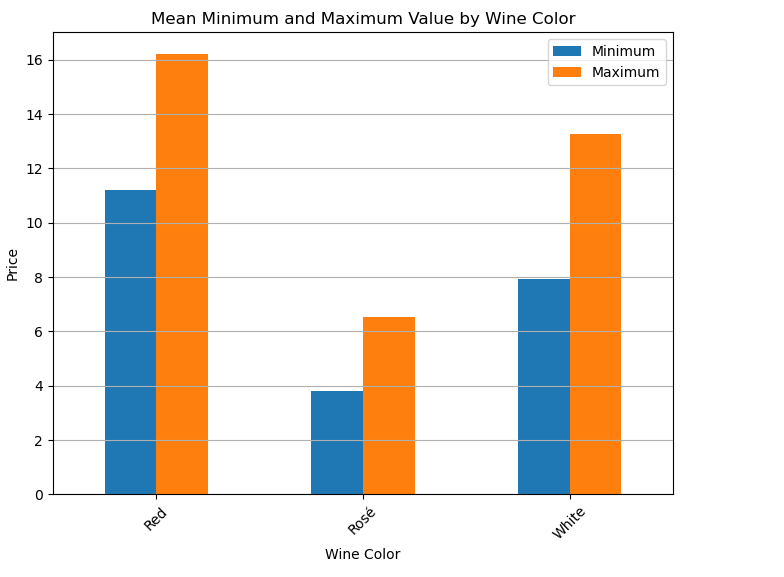 Mean Minimum and Maximum Value by Wine Color
Minimum
Maximum
16
14
12
10
8
6
4
2
0
Price
Red
Rosé
White
Wine Color